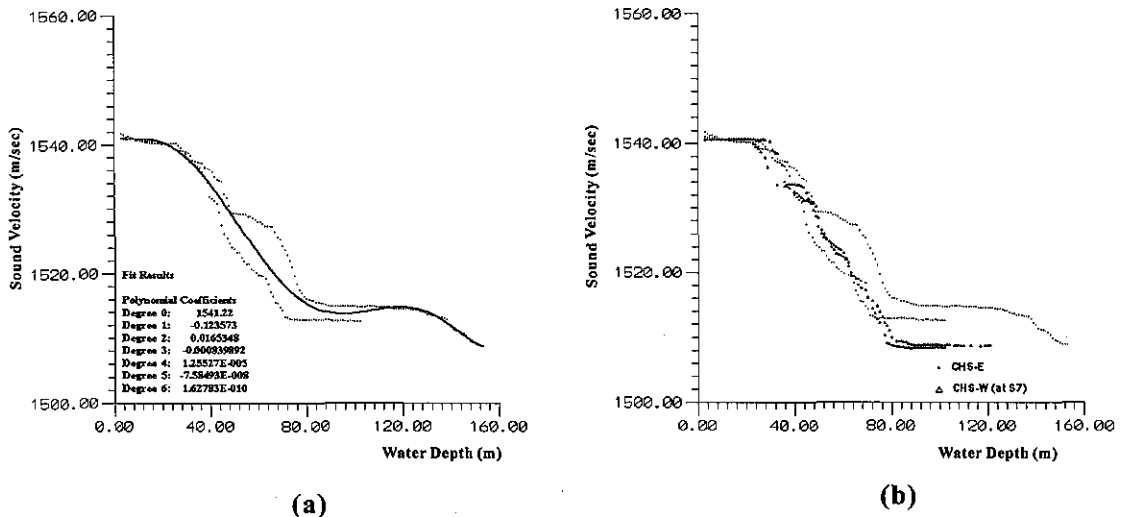 1560.00
1540.00
1520.00
1500.00
Sound Velocity (m/sec)
Fit Results
Polynomial Coefficients
Degree 0: 1541.22
Degree 1: -0.123573
Degree 2: 0.0165348
Degree 3: -0.000839892
Degree 4: 1.25527E-005
Degree 5: -7.58493E-008
Degree 6: 1.62783E-010
0.00 40.00 80.00 120.00 160.00
Water Depth (m)
(a)
1560.00
1540.00
1520.00
1500.00
Sound Velocity (m/sec)
CHS-E
CHS-W (at S7)
0.00 40.00 80.00 120.00 160.00
Water Depth (m)
(b)